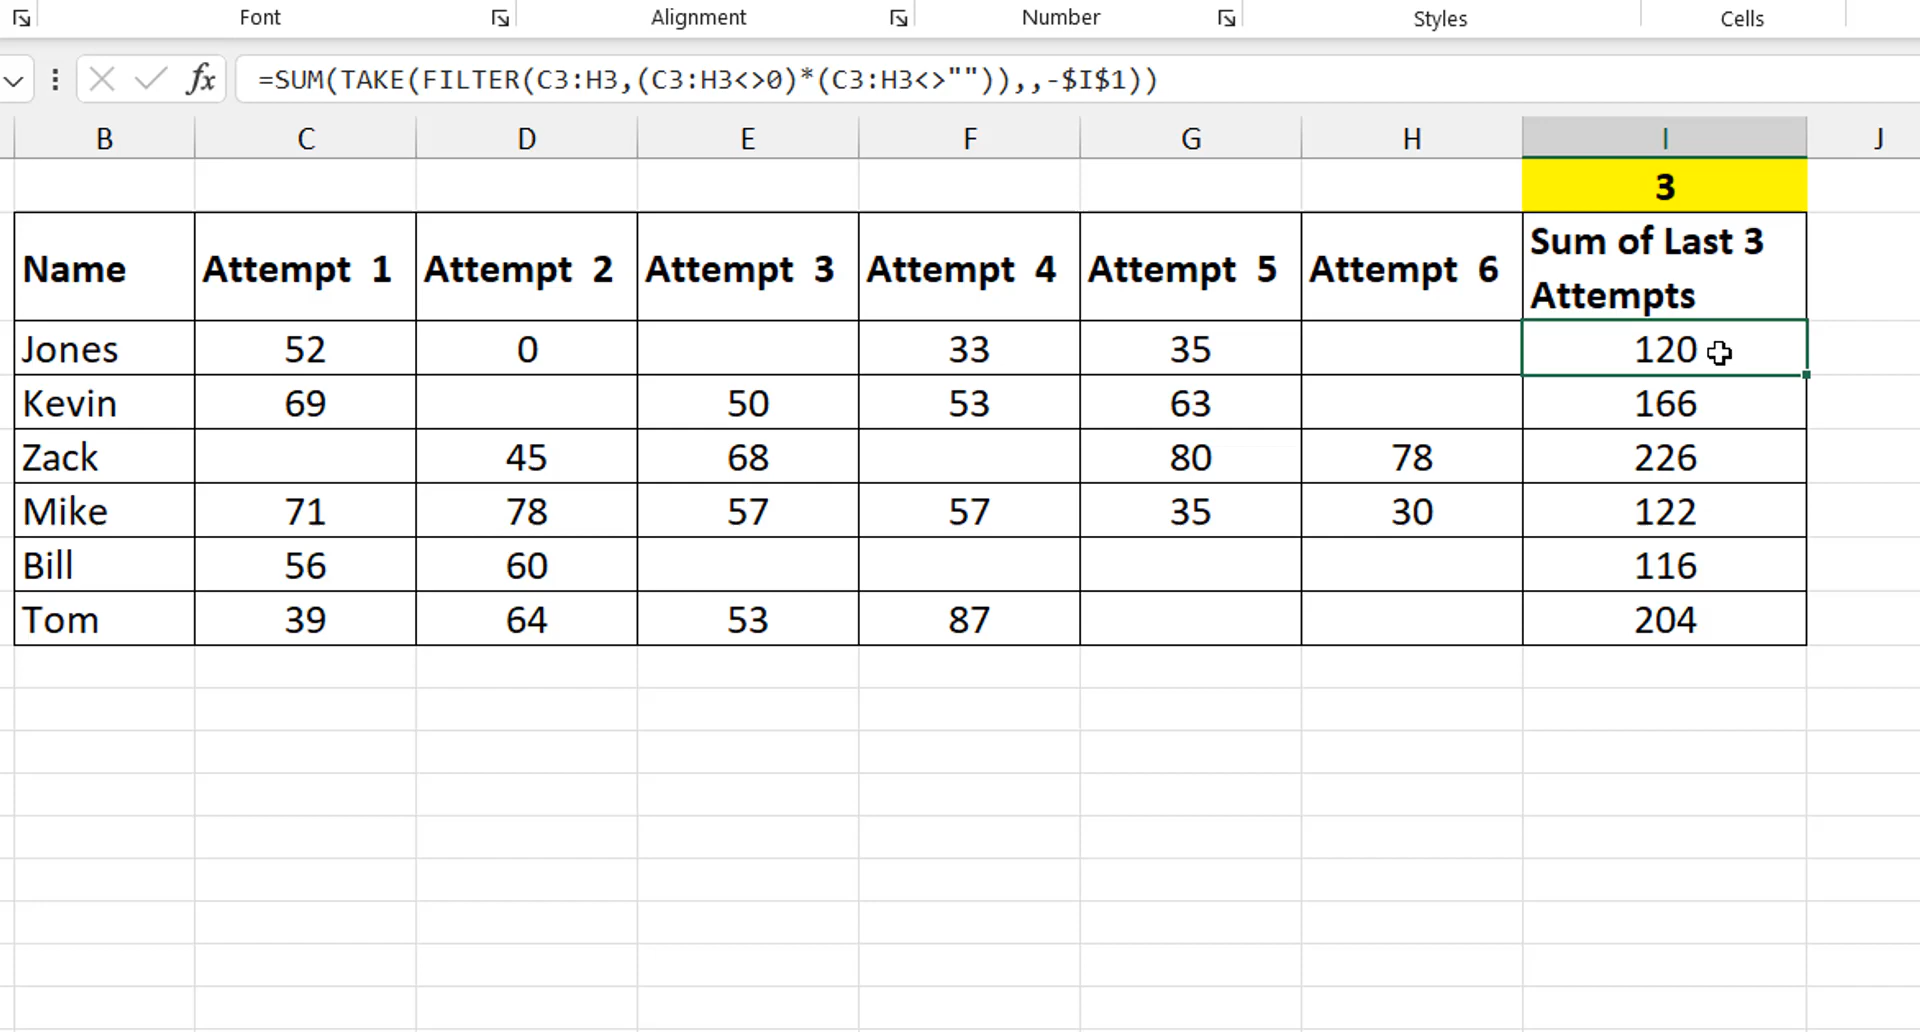 Font Alignment Number Styles Cells
fx =SUM(TAKE(FILTER(C3:H3,(C3:H3<>0)*(C3:H3<>"")),,-$I$1))
B C D E F G H I J
3
Name Attempt 1 Attempt 2 Attempt 3 Attempt 4 Attempt 5 Attempt 6 Sum of Last 3
Attempts
Jones 52 0 33 35 120
Kevin 69 50 53 63 166
Zack 45 68 80 78 226
Mike 71 78 57 57 35 30 122
Bill 56 60 116
Tom 39 64 53 87 204